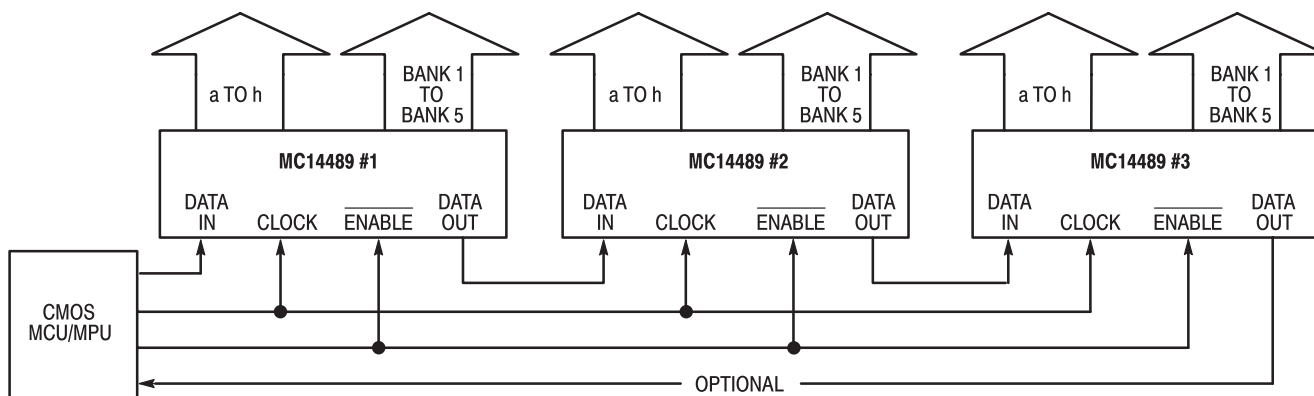 a TO h
BANK 1
TO
BANK 5
a TO h
BANK 1
TO
BANK 5
a TO h
BANK 1
TO
BANK 5
MC14489 #1
MC14489 #2
MC14489 #3
DATA
IN
CLOCK
ENABLE
DATA
OUT
DATA
IN
CLOCK
ENABLE
DATA
OUT
DATA
IN
CLOCK
ENABLE
DATA
OUT
CMOS
MCU/MPU
OPTIONAL